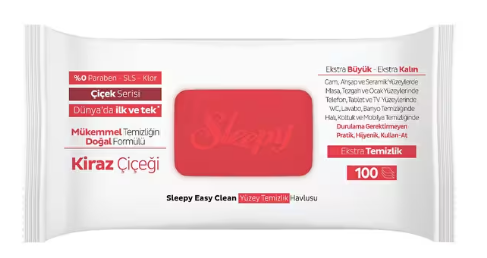 %0 Paraben - SLS - Klor
Çiçek Serisi
Dünya'da ilk ve tek*
Mükemmel Temizliğin
Doğal Formülü
Kiraz Çiçeği
Sleepy
Ekstra Büyük - Ekstra Kalın
Cam, Ahşap ve Seramik Yüzeylerde
Masa, Tezgah ve Ocak Yüzeylerinde
Telefon, Tablet ve TV Yüzeylerinde
WC, Lavabo, Banyo Temizliğinde
Halı, Koltuk ve Mobilya Temizliğinde
Durulama Gerektirmeyen
Pratik, Hijyenik, Kullan-At
Ekstra Temizlik
100
Sleepy Easy Clean Yüzey Temizlik Havlusu